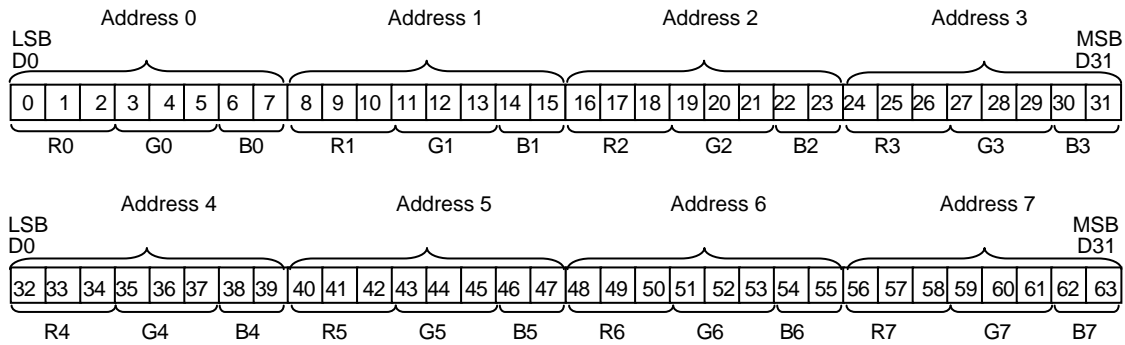 Address 0 Address 1 Address 2 Address 3
LSB MSB
D0 D31
0 1 2 3 4 5 6 7 8 9 10 11 12 13 14 15 16 17 18 19 20 21 22 23 24 25 26 27 28 29 30 31
R0 G0 B0 R1 G1 B1 R2 G2 B2 R3 G3 B3
Address 4 Address 5 Address 6 Address 7
LSB MSB
D0 D31
32 33 34 35 36 37 38 39 40 41 42 43 44 45 46 47 48 49 50 51 52 53 54 55 56 57 58 59 60 61 62 63
R4 G4 B4 R5 G5 B5 R6 G6 B6 R7 G7 B7